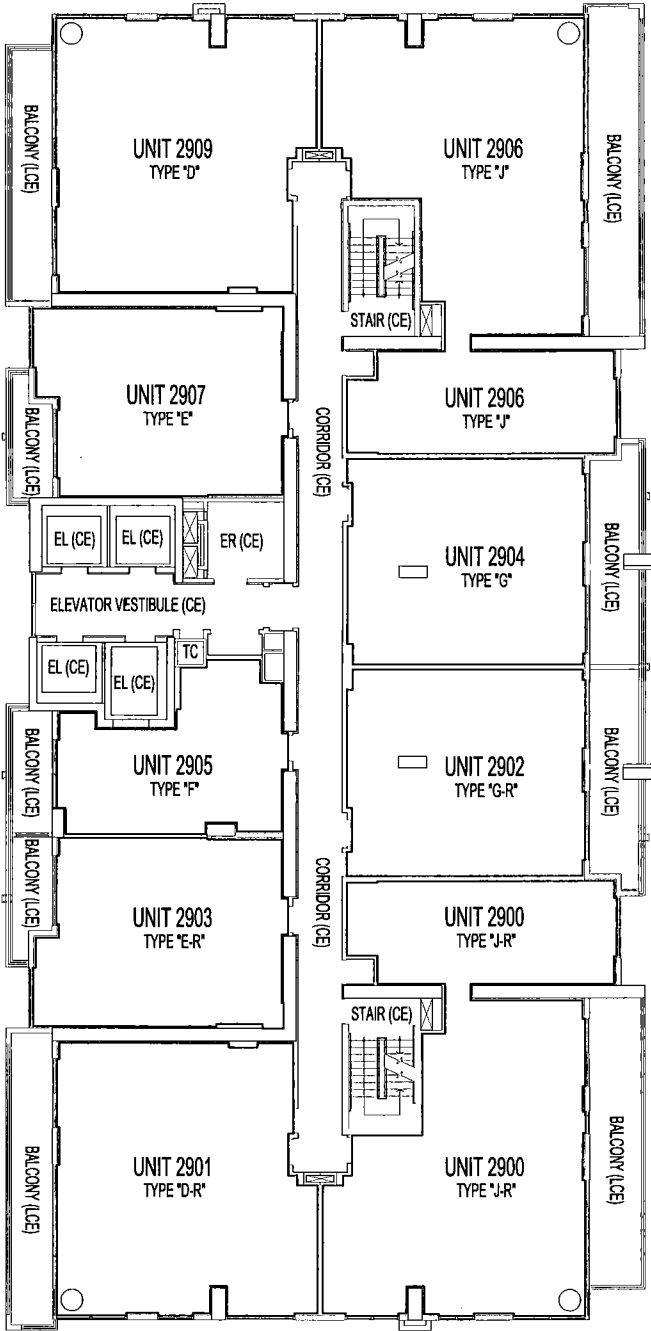 BALCONY (LCE)
UNIT 2909
TYPE "D"
UNIT 2906
TYPE "J"
BALCONY (LCE)
STAIR (CE)
UNIT 2907
TYPE "E"
UNIT 2906
TYPE "J"
BALCONY (LCE)
CORRIDOR (CE)
EL (CE)
EL (CE)
ER (CE)
UNIT 2904
TYPE "G"
BALCONY (LCE)
ELEVATOR VESTIBULE (CE)
TC
EL (CE)
EL (CE)
BALCONY (LCE)
UNIT 2905
TYPE "F"
UNIT 2902
TYPE "G-R"
BALCONY (LCE)
BALCONY (LCE)
UNIT 2903
TYPE "E-R"
CORRIDOR (CE)
UNIT 2900
TYPE "J-R"
STAIR (CE)
BALCONY (LCE)
UNIT 2901
TYPE "D-R"
UNIT 2900
TYPE "J-R"
BALCONY (LCE)